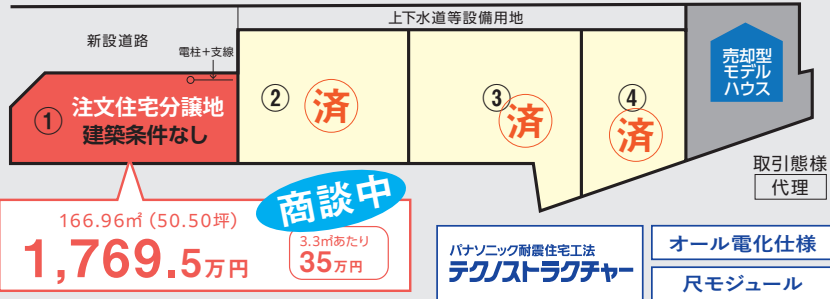 上下水道等設備用地
新設道路
電柱+支線
① 注文住宅分譲地
建築条件なし
② 済
③ 済
④ 済
売却型
モデル
ハウス
取引態様
代理
商談中
166.96㎡ (50.50坪)
1,769.5万円
3.3㎡あたり
35万円
パナソニック耐震住宅工法
テクノストラクチャー
オール電化仕様
尺モジュール